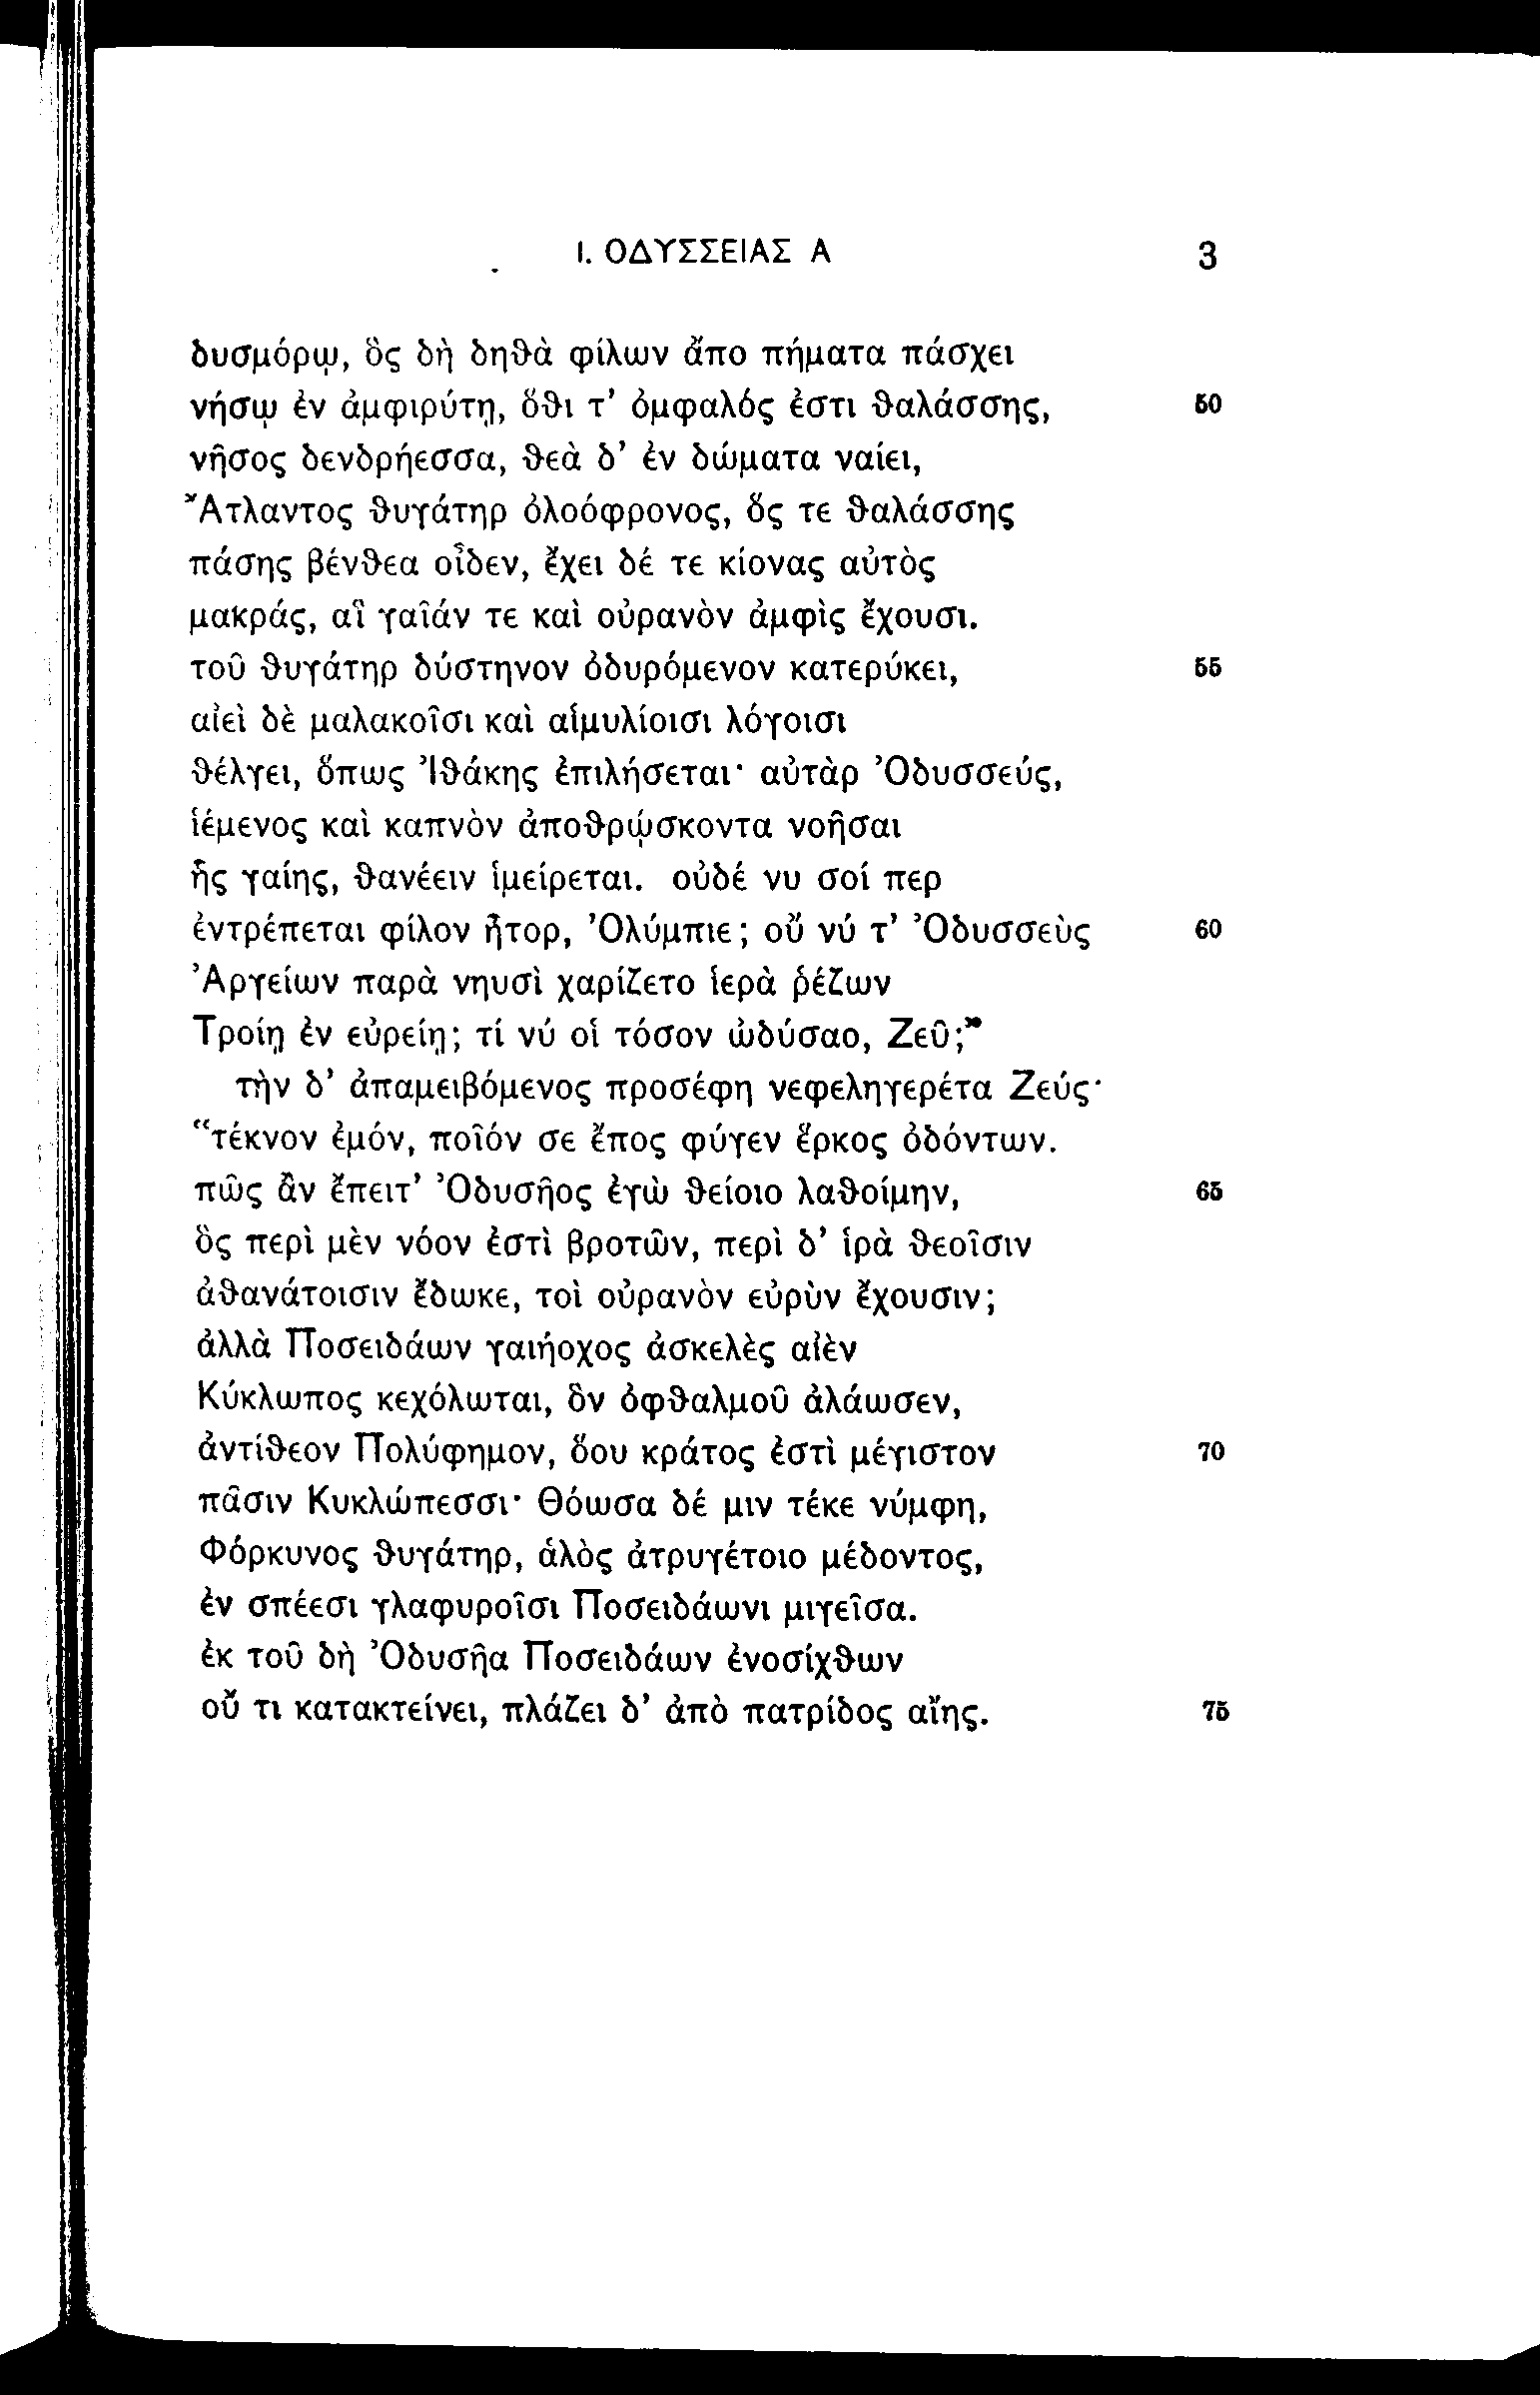 I. ΟΔΥΣΣΕΙΑΣ Α 3
δυσμόρῳ, ὃς δὴ δηϑὰ φίλων ἄπο πήματα πάσχει
νήσῳ ἐν ἀμφιρύτῃ, ὅϑι τ’ ὀμφαλός ἐστι ϑαλάσσης, 50
νῆσος δενδρήεσσα, ϑεὰ δ’ ἐν δώματα ναίει,
Ἄτλαντος ϑυγάτηρ ὀλοόφρονος, ὅς τε ϑαλάσσης
πάσης βένϑεα οἶδεν, ἔχει δέ τε κίονας αὐτὸς
μακράς, αἳ γαῖάν τε καὶ οὐρανὸν ἀμφὶς ἔχουσι.
τοῦ ϑυγάτηρ δύστηνον ὀδυρόμενον κατερύκει, 55
αἰεὶ δὲ μαλακοῖσι καὶ αἱμυλίοισι λόγοισι
ϑέλγει, ὅπως Ἰϑάκης ἐπιλήσεται· αὐτὰρ Ὀδυσσεύς,
ἱέμενος καὶ καπνὸν ἀποϑρῴσκοντα νοῆσαι
ἧς γαίης, ϑανέειν ἱμείρεται. οὐδέ νυ σοί περ
ἐντρέπεται φίλον ἦτορ, Ὀλύμπιε; οὔ νύ τ’ Ὀδυσσεὺς 60
Ἀργείων παρὰ νηυσὶ χαρίζετο ἱερὰ ῥέζων
Τροίῃ ἐν εὐρείῃ; τί νύ οἱ τόσον ὠδύσαο, Ζεῦ;”
τὴν δ’ ἀπαμειβόμενος προσέφη νεφεληγερέτα Ζεύς·
“τέκνον ἐμόν, ποῖόν σε ἔπος φύγεν ἕρκος ὀδόντων.
πῶς ἂν ἔπειτ’ Ὀδυσῆος ἐγὼ ϑείοιο λαϑοίμην, 65
ὃς περὶ μὲν νόον ἐστὶ βροτῶν, περὶ δ’ ἱρὰ ϑεοῖσιν
ἀϑανάτοισιν ἔδωκε, τοὶ οὐρανὸν εὐρὺν ἔχουσιν;
ἀλλὰ Ποσειδάων γαιήοχος ἀσκελὲς αἰὲν
Κύκλωπος κεχόλωται, ὃν ὀφϑαλμοῦ ἀλάωσεν,
ἀντίϑεον Πολύφημον, ὅου κράτος ἐστὶ μέγιστον 70
πᾶσιν Κυκλώπεσσι· Θόωσα δέ μιν τέκε νύμφη,
Φόρκυνος ϑυγάτηρ, ἁλὸς ἀτρυγέτοιο μέδοντος,
ἐν σπέεσι γλαφυροῖσι Ποσειδάωνι μιγεῖσα.
ἐκ τοῦ δὴ Ὀδυσῆα Ποσειδάων ἐνοσίχϑων
οὔ τι κατακτείνει, πλάζει δ’ ἀπὸ πατρίδος αἴης. 75